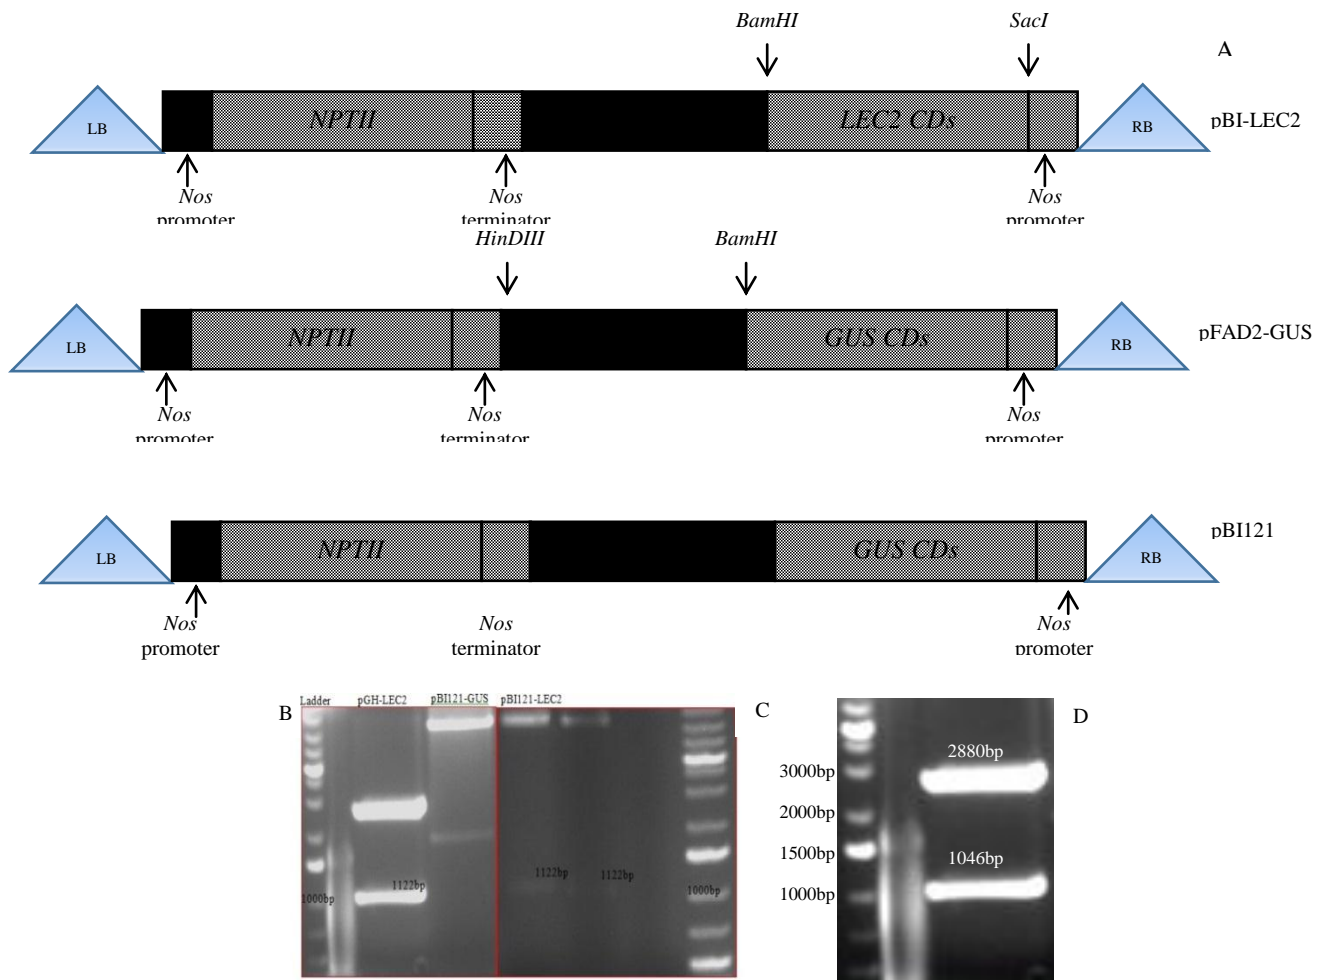 BamHI
SacI
A
LB
NPTII
LEC2 CDs
RB
pBI-LEC2
Nos
promoter
Nos
terminator
Nos
promoter
HinDIII
BamHI
LB
NPTII
GUS CDs
RB
pFAD2-GUS
Nos
promoter
Nos
terminator
Nos
promoter
LB
NPTII
GUS CDs
RB
pBI121
Nos
promoter
Nos
terminator
Nos
promoter
B
Ladder
pGH-LEC2
pBI121-GUS
pBI121-LEC2
1122bp
1000bp
1122bp
1122bp
1000bp
C
3000bp
2000bp
1500bp
1000bp
2880bp
1046bp
D